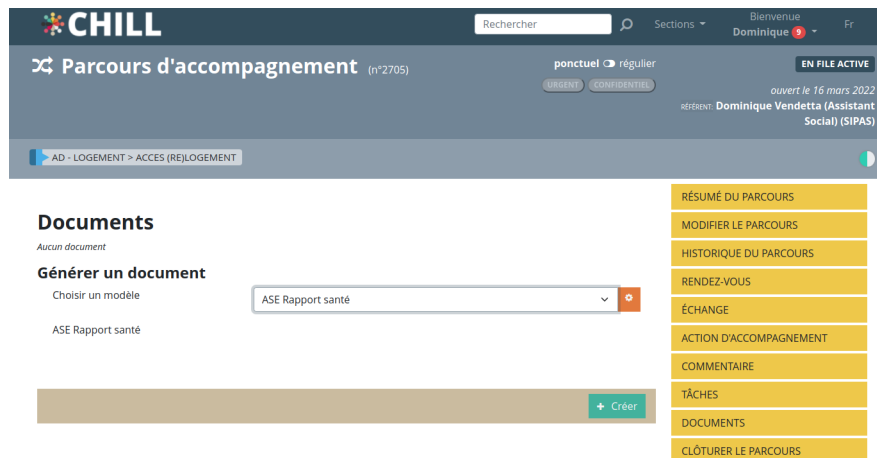 CHILL
Rechercher
Sections
Bienvenue
Dominique 9
Fr
Parcours d'accompagnement (n°2705)
ponctuel régulier
URGENT CONFIDENTIEL
EN FILE ACTIVE
ouvert le 16 mars 2022
RÉFÉRENT: Dominique Vendetta (Assistant
Social) (SIPAS)
AD - LOGEMENT > ACCES (RE)LOGEMENT
Documents
Aucun document
Générer un document
Choisir un modèle
ASE Rapport santé
ASE Rapport santé
+ Créer
RÉSUMÉ DU PARCOURS
MODIFIER LE PARCOURS
HISTORIQUE DU PARCOURS
RENDEZ-VOUS
ÉCHANGE
ACTION D'ACCOMPAGNEMENT
COMMENTAIRE
TÂCHES
DOCUMENTS
CLÔTURER LE PARCOURS